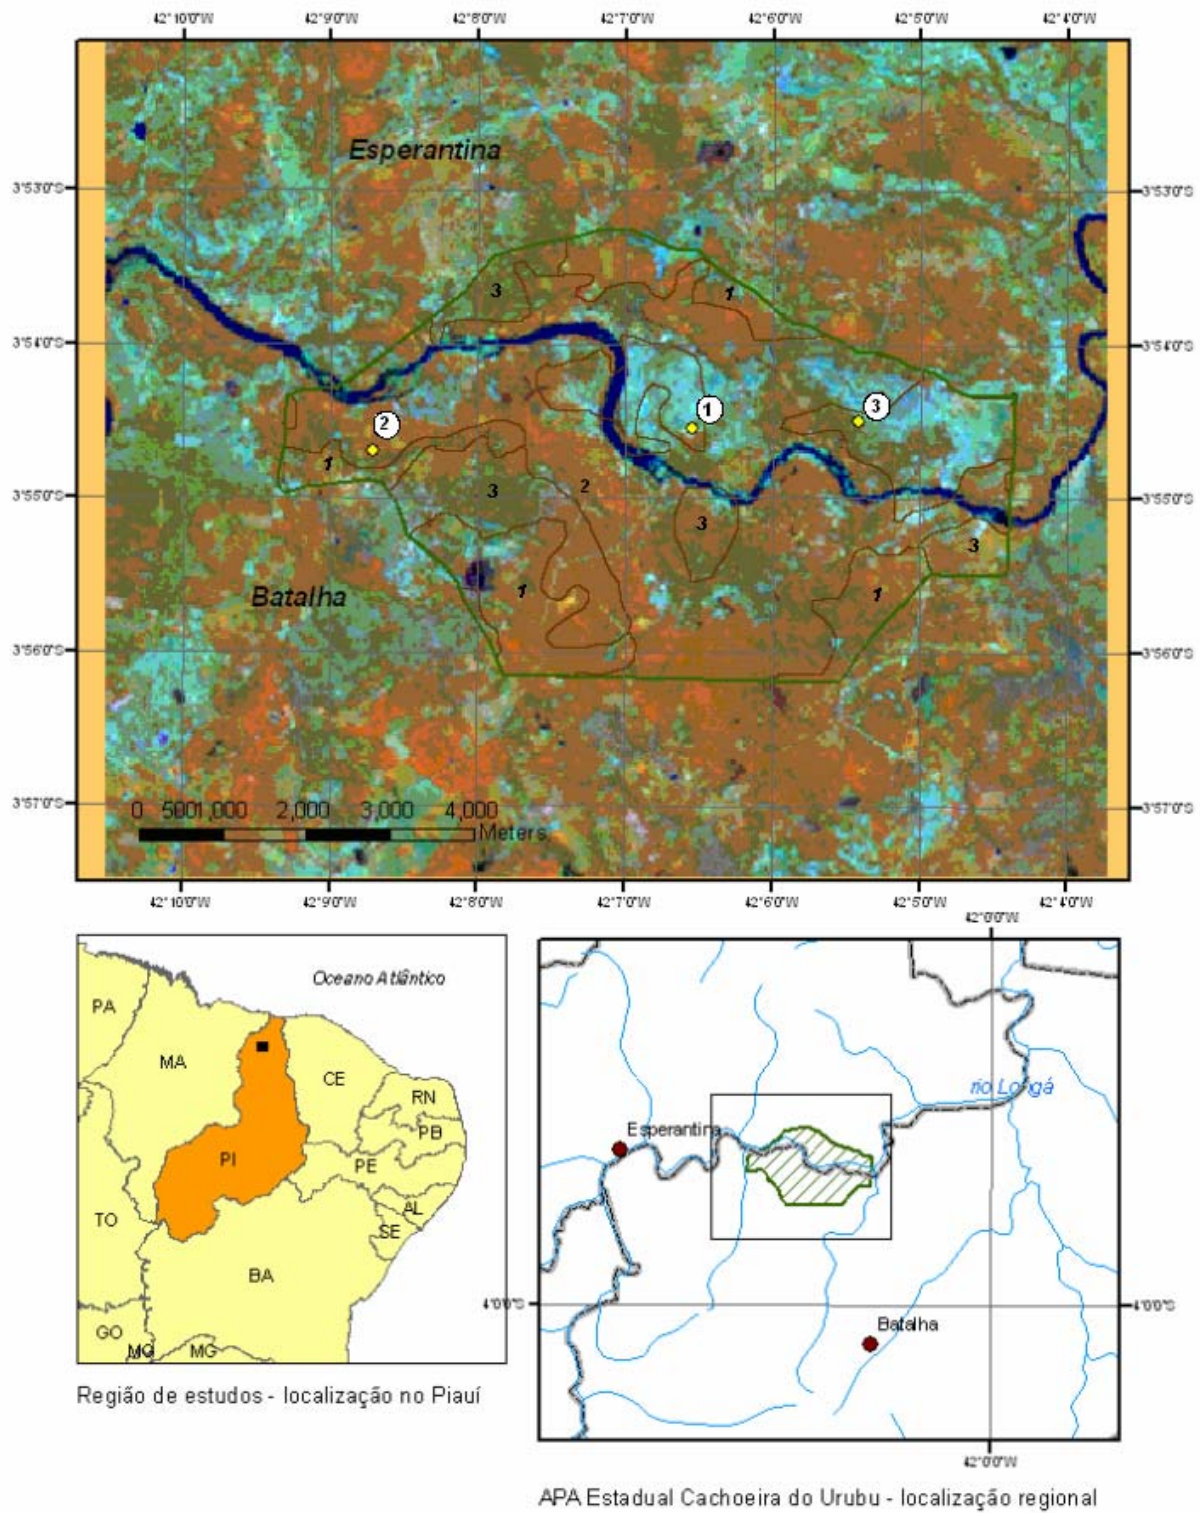 42°10'0"W 42°9'0"W 42°8'0"W 42°7'0"W 42°6'0"W 42°5'0"W 42°4'0"W
Esperantina
3°53'0"S 3°53'0"S
3 1
3°54'0"S 3°54'0"S
1 3
2
1
3 2
3°55'0"S 3°55'0"S
3
3
1 1
Batalha
3°56'0"S 3°56'0"S
3°57'0"S 3°57'0"S
0 500 1,000 2,000 3,000 4,000
Meters
42°10'0"W 42°9'0"W 42°8'0"W 42°7'0"W 42°6'0"W 42°5'0"W 42°4'0"W
42°0'0"W
Oceano Atlântico
PA
MA
CE
RN
PB
PI
PE
AL
TO
SE
BA
GO
MG MG
Região de estudos - localização no Piauí
rio Longá
Esperantina
4°0'0"S 4°0'0"S
Batalha
42°0'0"W
APA Estadual Cachoeira do Urubu - localização regional